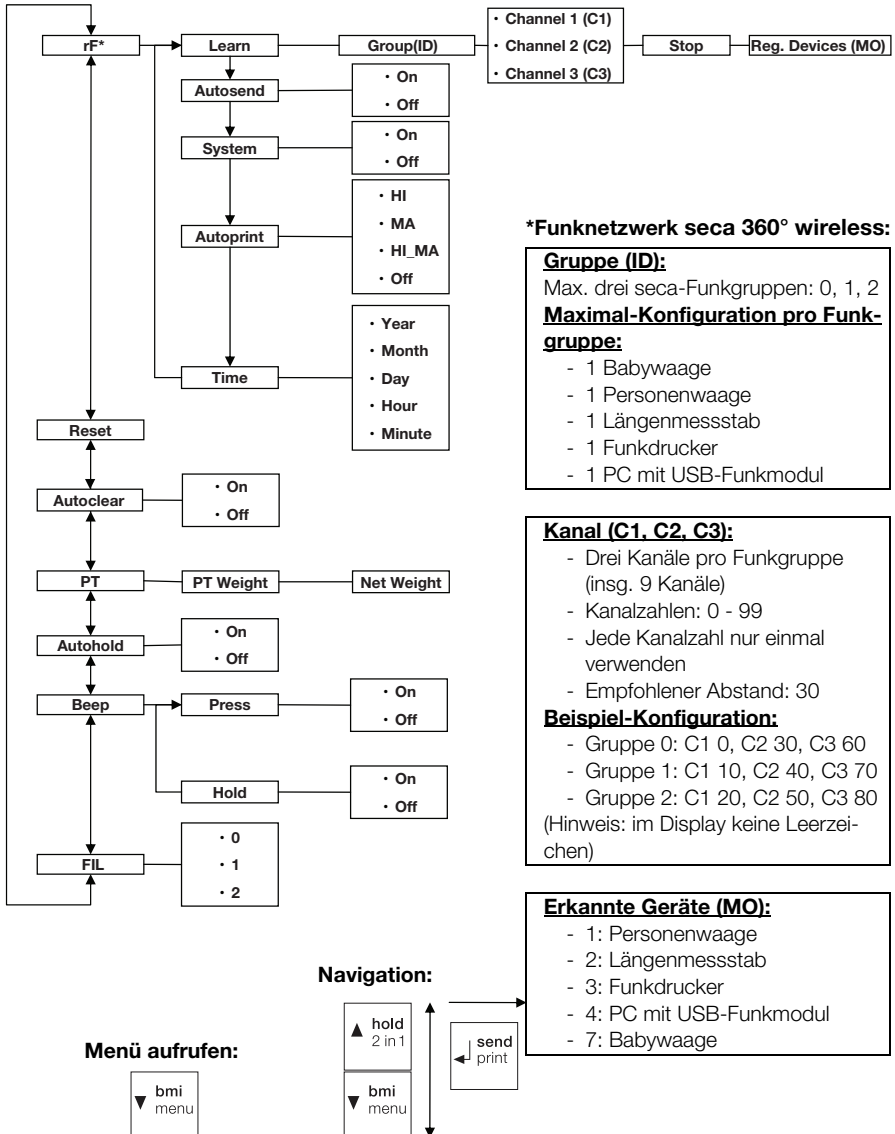 rF*
Learn
Group(ID)
• Channel 1 (C1)
• Channel 2 (C2)
• Channel 3 (C3)
Stop
Reg. Devices (MO)
Autosend
• On
• Off
System
• On
• Off
Autoprint
• HI
• MA
• HI_MA
• Off
Time
• Year
• Month
• Day
• Hour
• Minute
Reset
Autoclear
• On
• Off
PT
PT Weight
Net Weight
Autohold
• On
• Off
Beep
Press
• On
• Off
Hold
• On
• Off
FIL
• 0
• 1
• 2
*Funknetzwerk seca 360° wireless:
Gruppe (ID):
Max. drei seca-Funkgruppen: 0, 1, 2
Maximal-Konfiguration pro Funk-
gruppe:
- 1 Babywaage
- 1 Personenwaage
- 1 Längenmessstab
- 1 Funkdrucker
- 1 PC mit USB-Funkmodul
Kanal (C1, C2, C3):
- Drei Kanäle pro Funkgruppe
(insg. 9 Kanäle)
- Kanalzahlen: 0 - 99
- Jede Kanalzahl nur einmal
verwenden
- Empfohlener Abstand: 30
Beispiel-Konfiguration:
- Gruppe 0: C1 0, C2 30, C3 60
- Gruppe 1: C1 10, C2 40, C3 70
- Gruppe 2: C1 20, C2 50, C3 80
(Hinweis: im Display keine Leerzei-
chen)
Erkannte Geräte (MO):
- 1: Personenwaage
- 2: Längenmessstab
- 3: Funkdrucker
- 4: PC mit USB-Funkmodul
- 7: Babywaage
Navigation:
hold
2 in 1
send
print
bmi
menu
Menü aufrufen:
bmi
menu